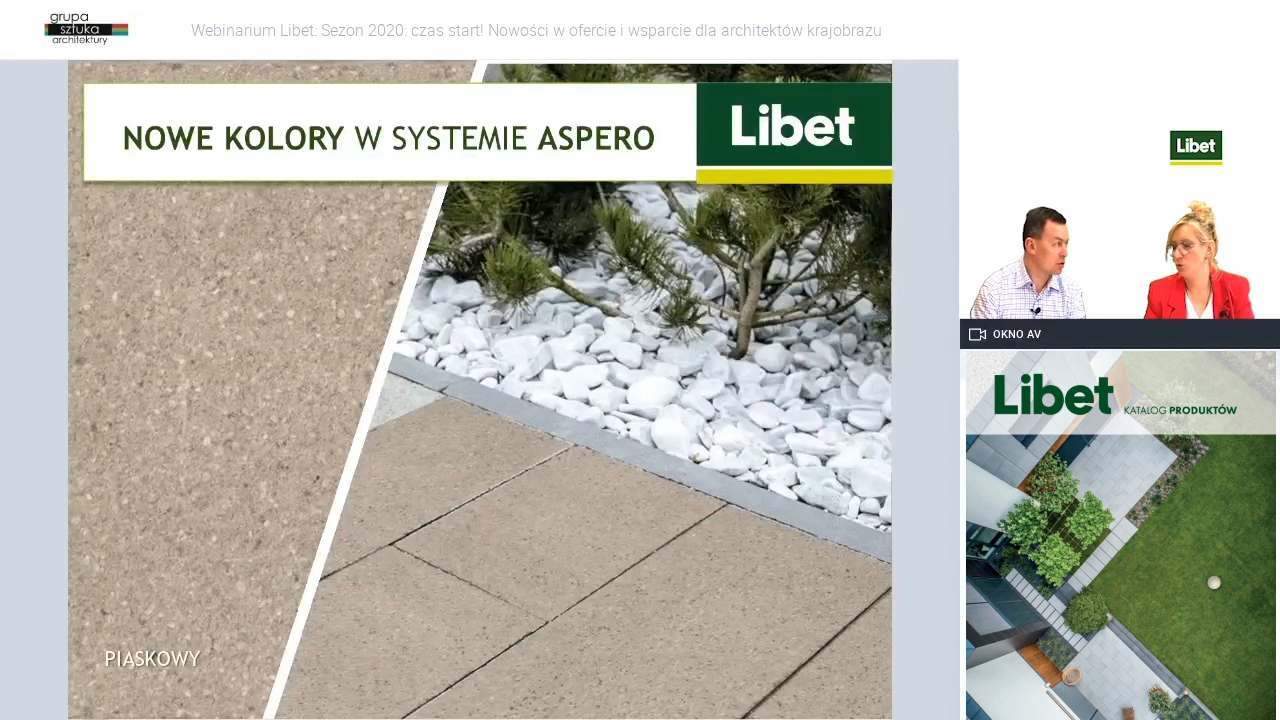 grupa
sztuka
architektury
Webinarium Libet: Sezon 2020: czas start! Nowości w ofercie i wsparcie dla architektów krajobrazu
NOWE KOLORY W SYSTEMIE ASPERO
Libet
PIASKOWY
Libet
OKNO AV
Libet KATALOG PRODUKTÓW